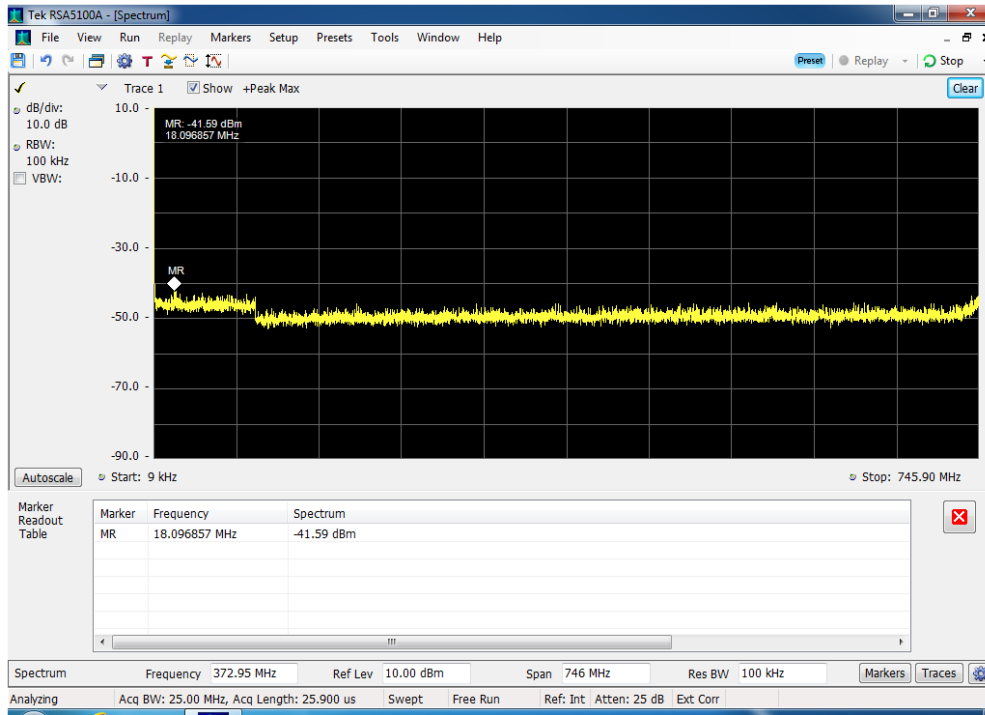 Tek RSA5100A - [Spectrum]
File View Run Replay Markers Setup Presets Tools Window Help
Preset Replay Stop
Trace 1 Show +Peak Max Clear
dB/div:
10.0 dB
RBW:
100 kHz
VBW:
10.0
-10.0
-30.0
-50.0
-70.0
-90.0
MR: -41.59 dBm
18.096857 MHz
MR
Autoscale Start: 9 kHz Stop: 745.90 MHz
Marker
Readout
Table
Marker Frequency Spectrum
MR 18.096857 MHz -41.59 dBm
Spectrum Frequency 372.95 MHz Ref Lev 10.00 dBm Span 746 MHz Res BW 100 kHz Markers Traces
Analyzing Acq BW: 25.00 MHz, Acq Length: 25.900 us Swept Free Run Ref: Int Atten: 25 dB Ext Corr